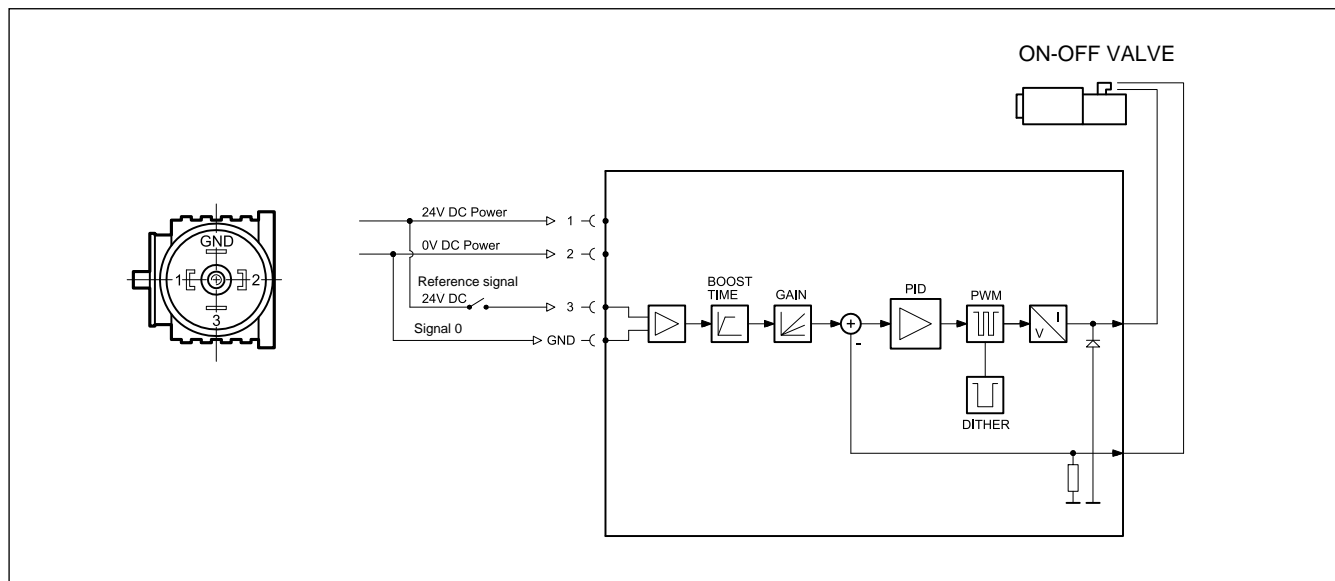 ON-OFF VALVE
GND
1
2
3
24V DC Power
1
0V DC Power
2
Reference signal
24V DC
3
Signal 0
GND
BOOST
TIME
GAIN
PID
PWM
+
-
I
V
DITHER